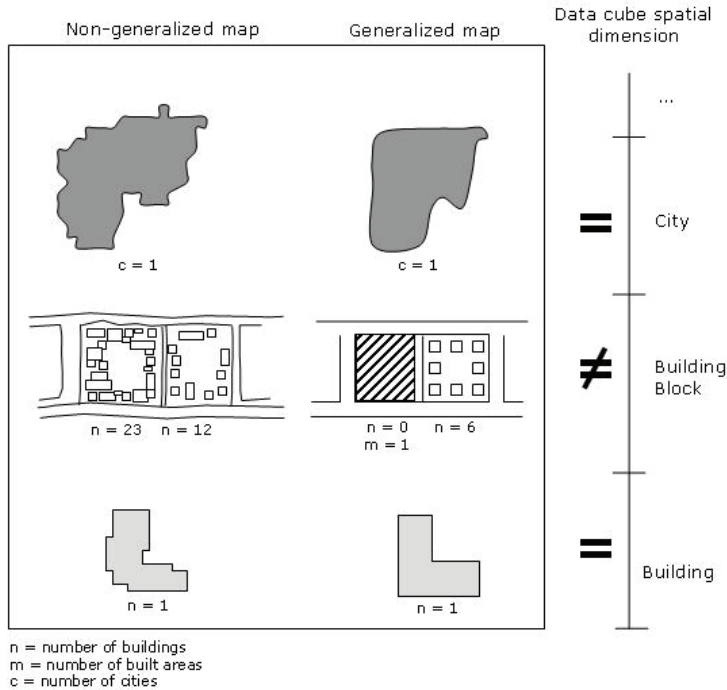 Non-generalized map
Generalized map
Data cube spatial
dimension
...
c = 1
c = 1
=
City
n = 23
n = 12
n = 0
m = 1
n = 6
≠
Building
Block
n = 1
n = 1
=
Building
n = number of buildings
m = number of built areas
c = number of cities